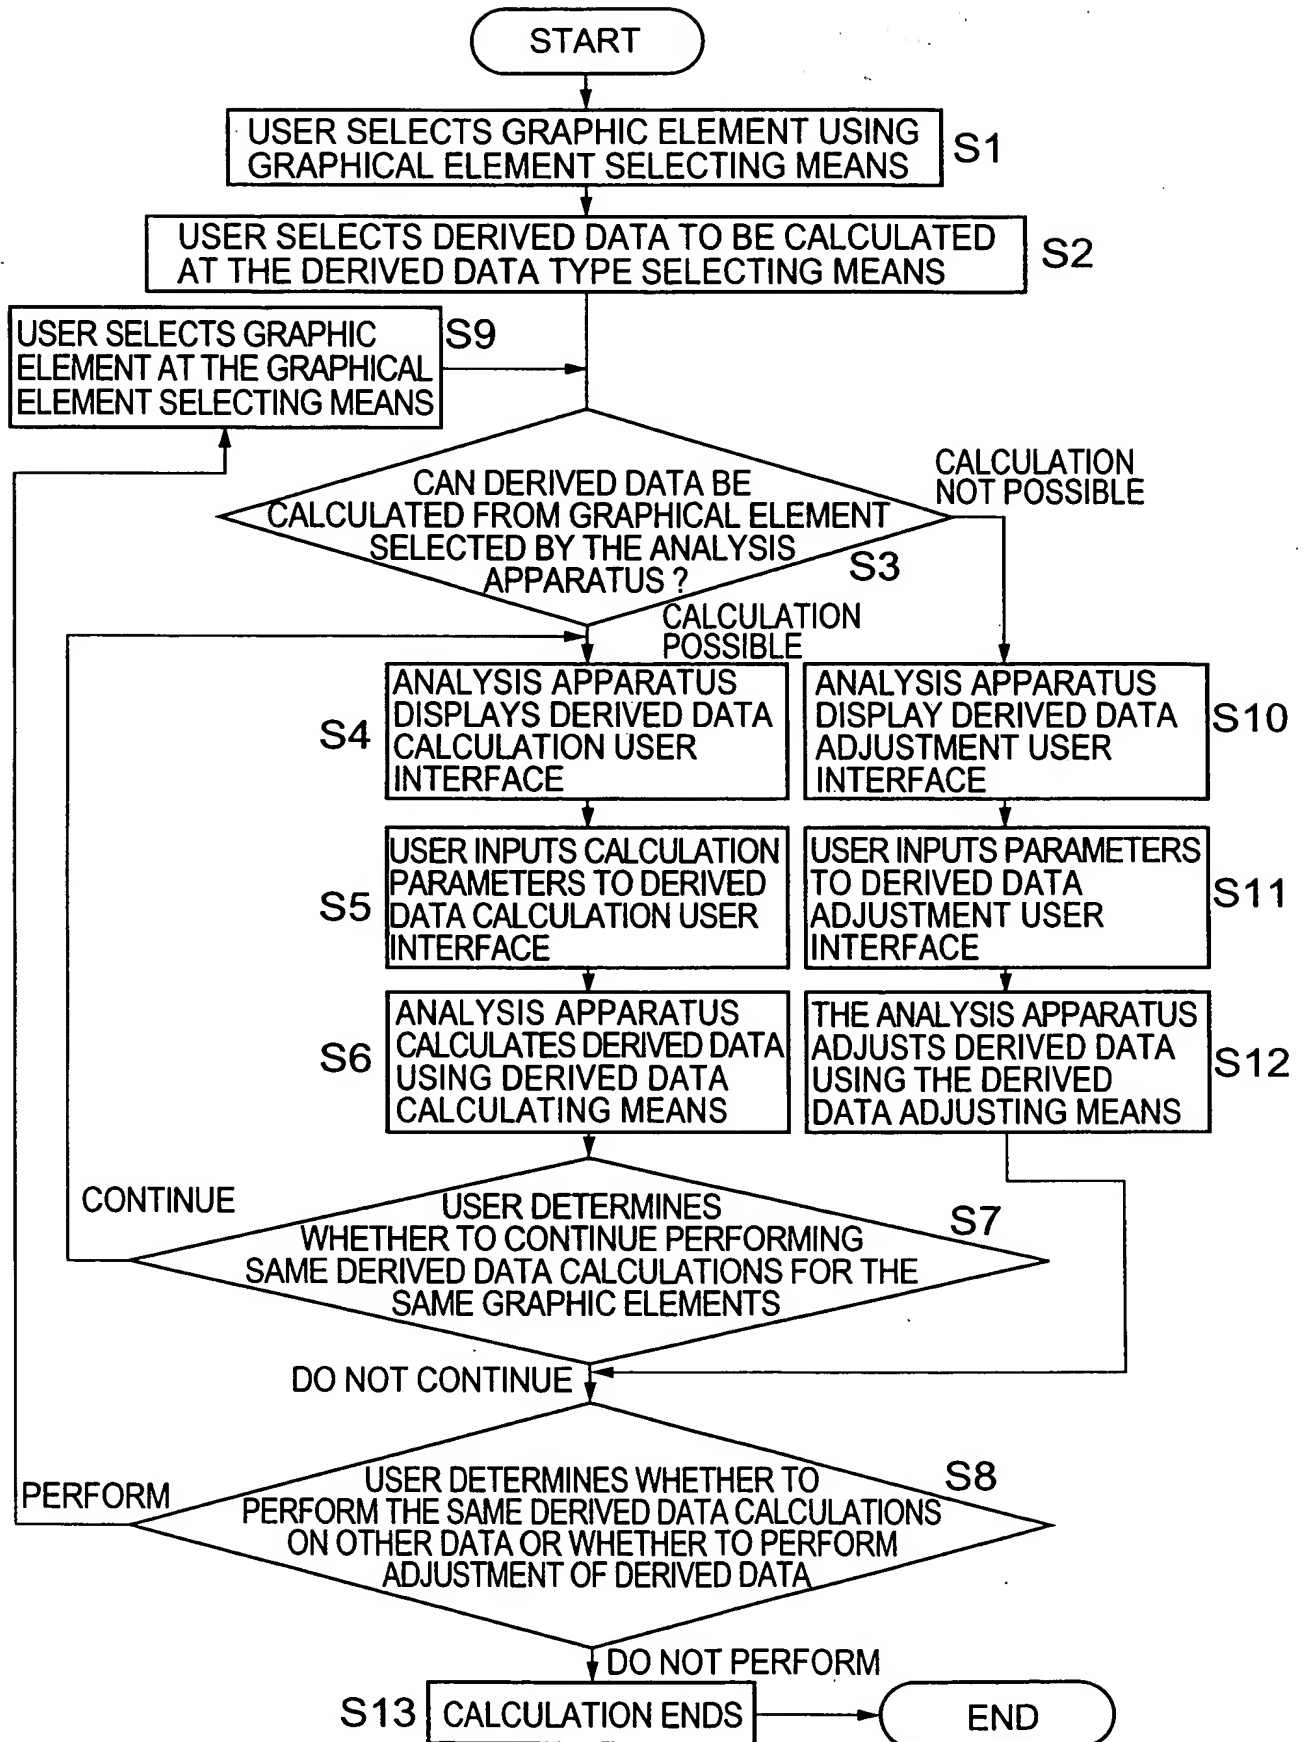 START
USER SELECTS GRAPHIC ELEMENT USING
GRAPHICAL ELEMENT SELECTING MEANS
S1
USER SELECTS DERIVED DATA TO BE CALCULATED
AT THE DERIVED DATA TYPE SELECTING MEANS
S2
USER SELECTS GRAPHIC
ELEMENT AT THE GRAPHICAL
ELEMENT SELECTING MEANS
S9
CAN DERIVED DATA BE
CALCULATED FROM GRAPHICAL ELEMENT
SELECTED BY THE ANALYSIS
APPARATUS ?
S3
CALCULATION
NOT POSSIBLE
CALCULATION
POSSIBLE
S4
ANALYSIS APPARATUS
DISPLAYS DERIVED DATA
CALCULATION USER
INTERFACE
ANALYSIS APPARATUS
DISPLAY DERIVED DATA
ADJUSTMENT USER
INTERFACE
S10
S5
USER INPUTS CALCULATION
PARAMETERS TO DERIVED
DATA CALCULATION USER
INTERFACE
USER INPUTS PARAMETERS
TO DERIVED DATA
ADJUSTMENT USER
INTERFACE
S11
S6
ANALYSIS APPARATUS
CALCULATES DERIVED DATA
USING DERIVED DATA
CALCULATING MEANS
THE ANALYSIS APPARATUS
ADJUSTS DERIVED DATA
USING THE DERIVED
DATA ADJUSTING MEANS
S12
CONTINUE
USER DETERMINES
WHETHER TO CONTINUE PERFORMING
SAME DERIVED DATA CALCULATIONS FOR THE
SAME GRAPHIC ELEMENTS
S7
DO NOT CONTINUE
PERFORM
USER DETERMINES WHETHER TO
PERFORM THE SAME DERIVED DATA CALCULATIONS
ON OTHER DATA OR WHETHER TO PERFORM
ADJUSTMENT OF DERIVED DATA
S8
DO NOT PERFORM
S13
CALCULATION ENDS
END